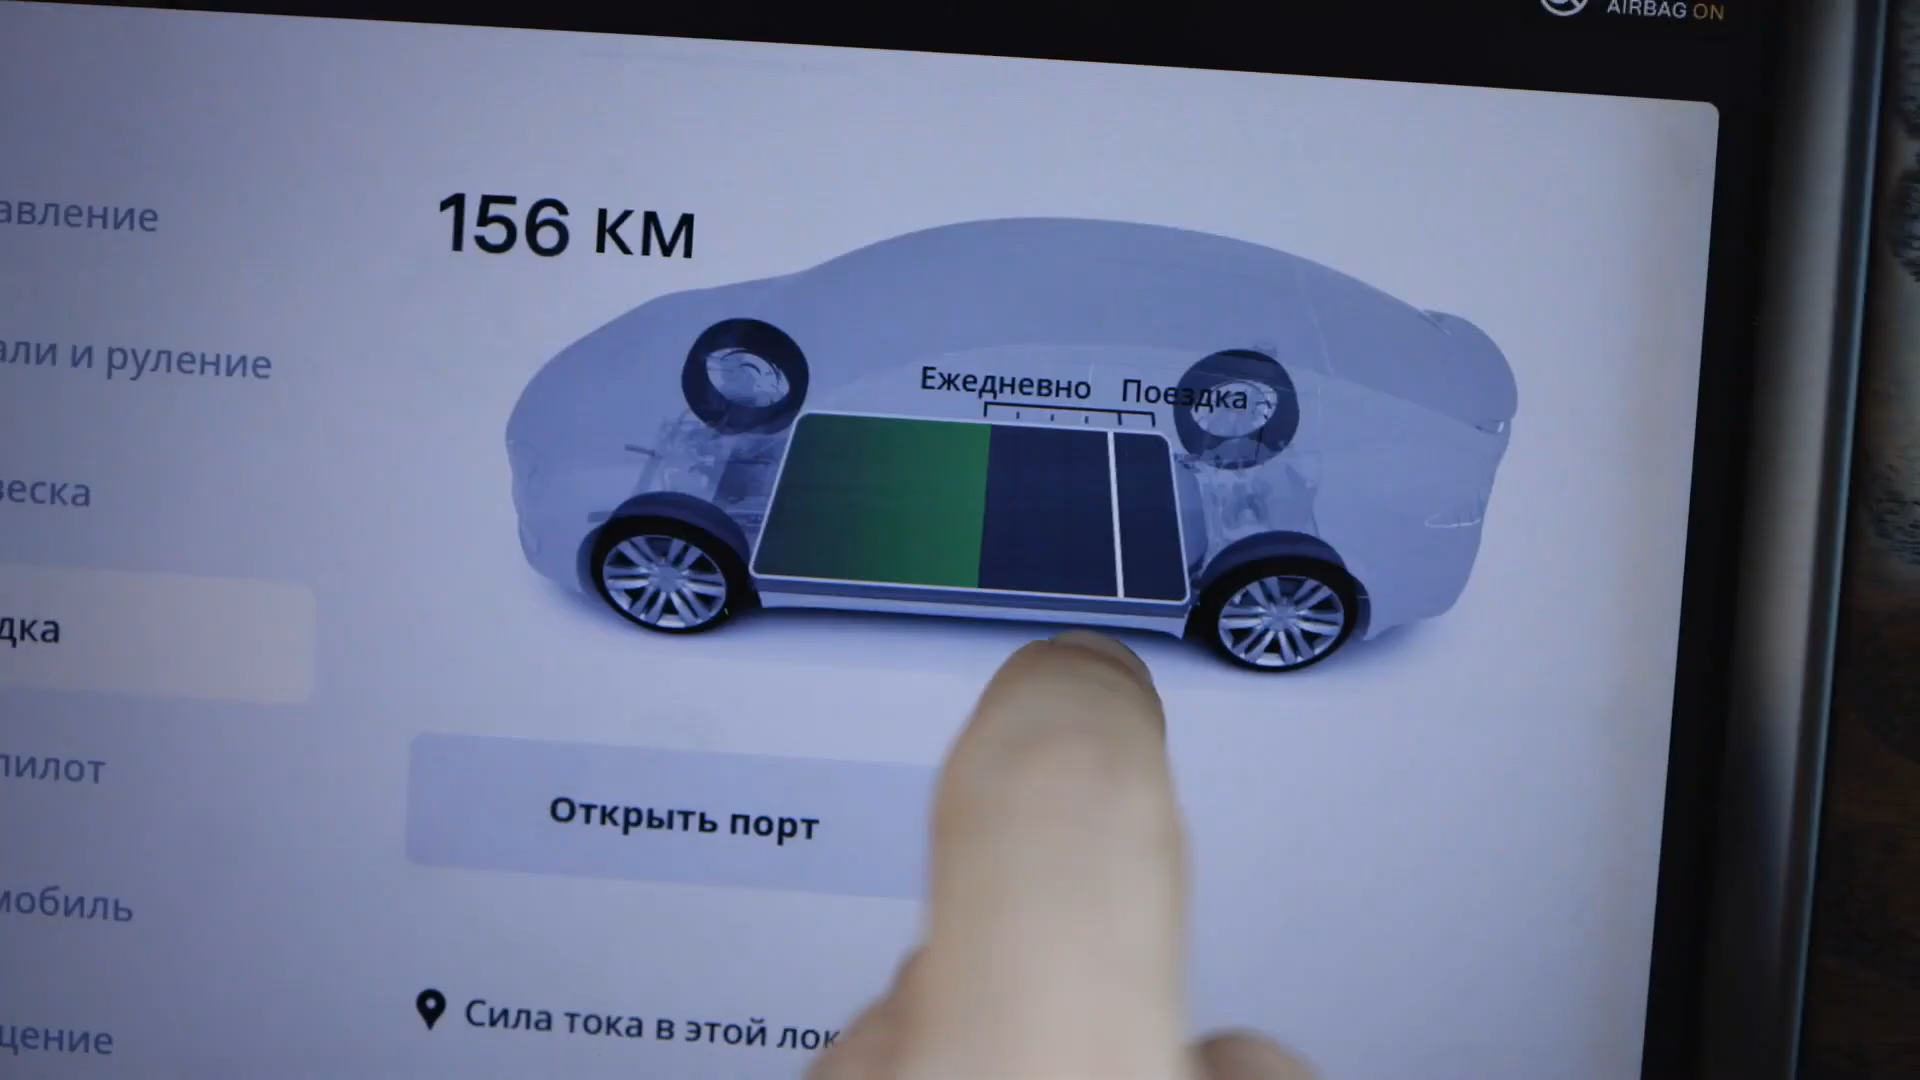 AIRBAG ON
156 км
Ежедневно Поездка
авление
али и руление
веска
дка
пилот
мобиль
щение
Открыть порт
Сила тока в этой лок